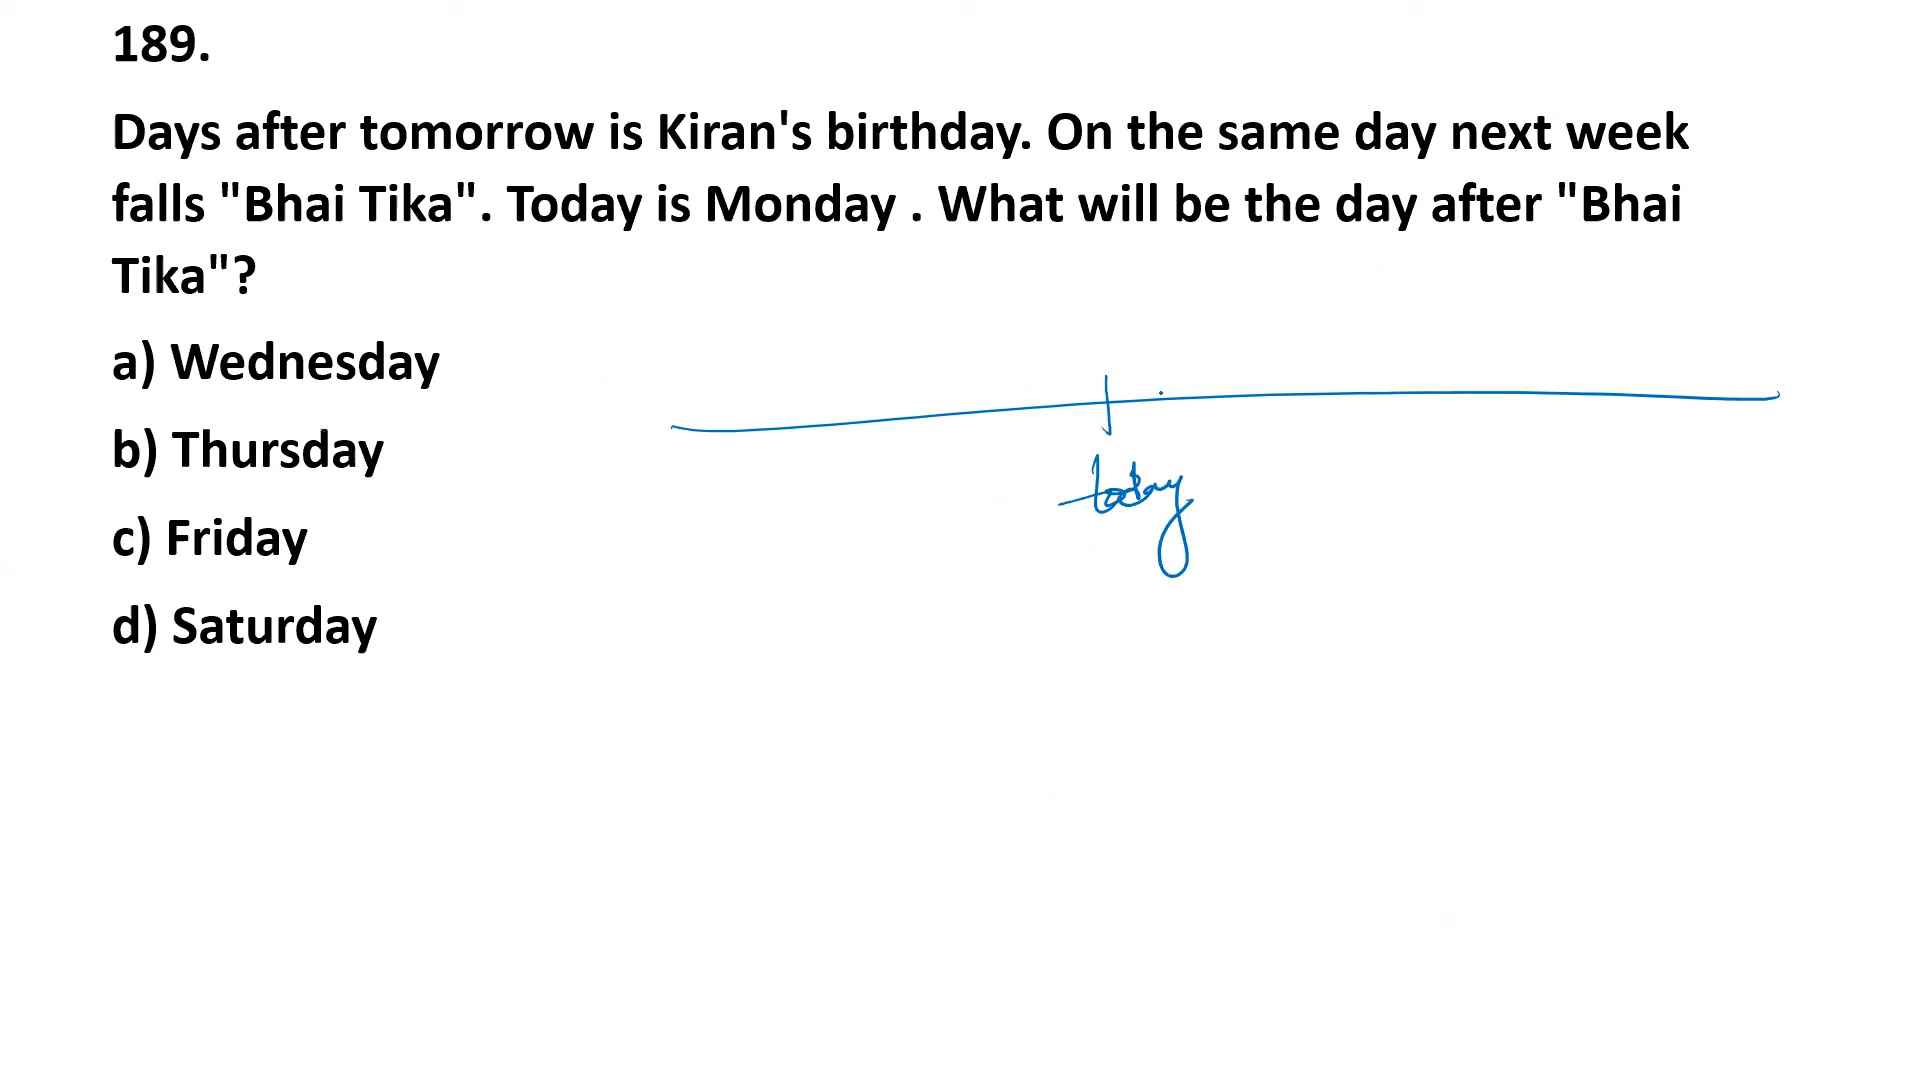 189.
Days after tomorrow is Kiran's birthday. On the same day next week
falls "Bhai Tika". Today is Monday . What will be the day after "Bhai
Tika"?
a) Wednesday
b) Thursday
c) Friday
d) Saturday
today